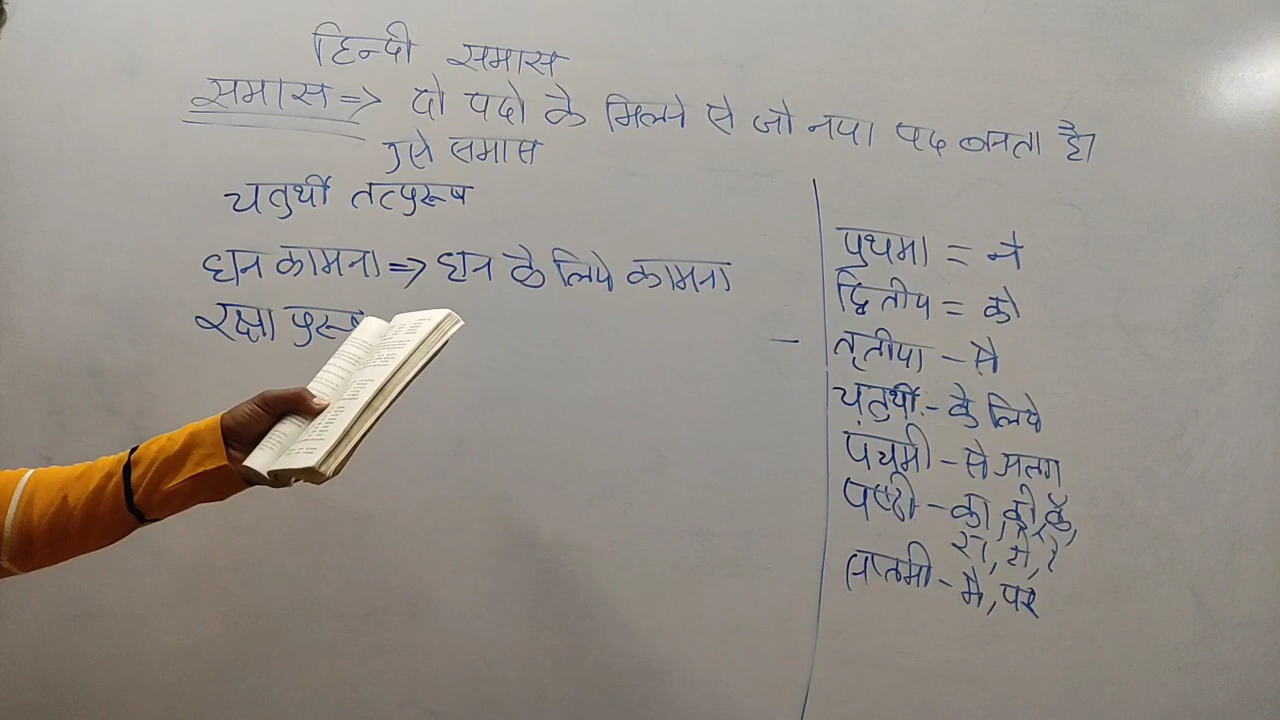 हिन्दी समास
समास => दो पदो के मिलने से जो नया पद बनता है।
उसे समास
चतुर्थी तत्पुरूष
धन कामना => धन के लिये कामना
रक्षा पुरूष
प्रथमा = ने
द्वितीय = को
तृतीया - से
चतुर्थी - के लिये
पंचमी - से अलग
षष्ठी - का, की, के,
रा, री, रे
सप्तमी - मे, पर